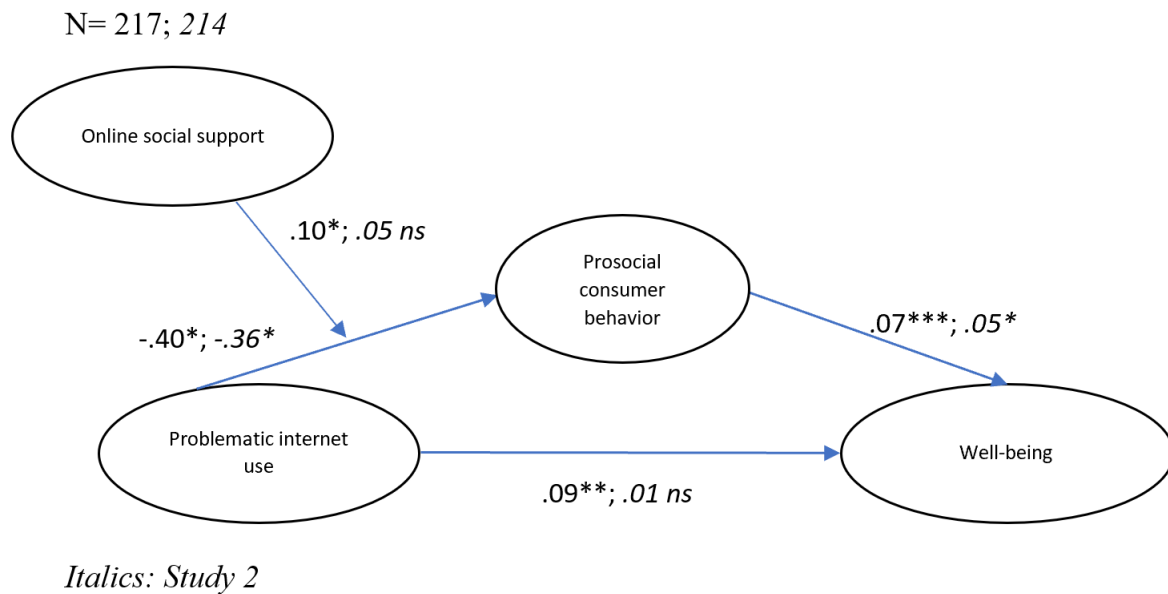 N= 217; 214
Online social support
.10*; .05 ns
Prosocial
consumer
behavior
-.40*; -.36*
.07***; .05*
Problematic internet
use
Well-being
.09**; .01 ns
Italics: Study 2